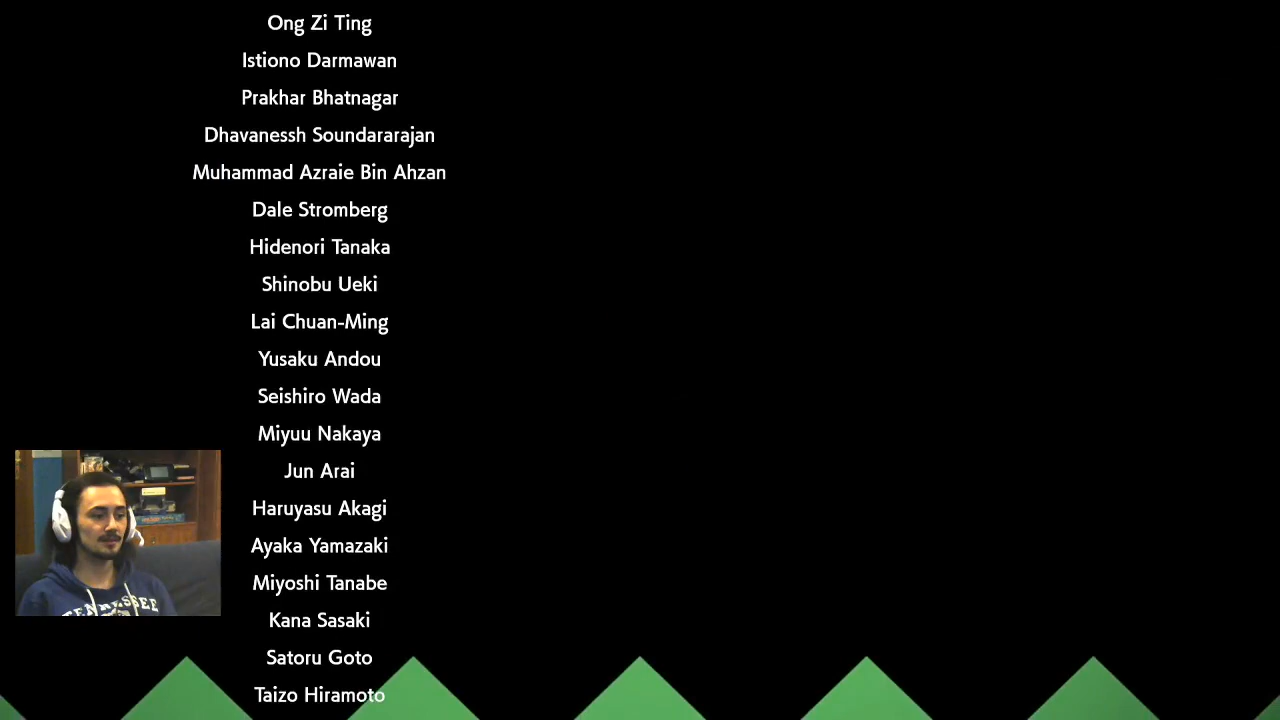 Ong Zi Ting
Istiono Darmawan
Prakhar Bhatnagar
Dhavanessh Soundararajan
Muhammad Azraie Bin Ahzan
Dale Stromberg
Hidenori Tanaka
Shinobu Ueki
Lai Chuan-Ming
Yusaku Andou
Seishiro Wada
Miyuu Nakaya
Jun Arai
Haruyasu Akagi
Ayaka Yamazaki
Miyoshi Tanabe
TENNESSEE
Kana Sasaki
Satoru Goto
Taizo Hiramoto